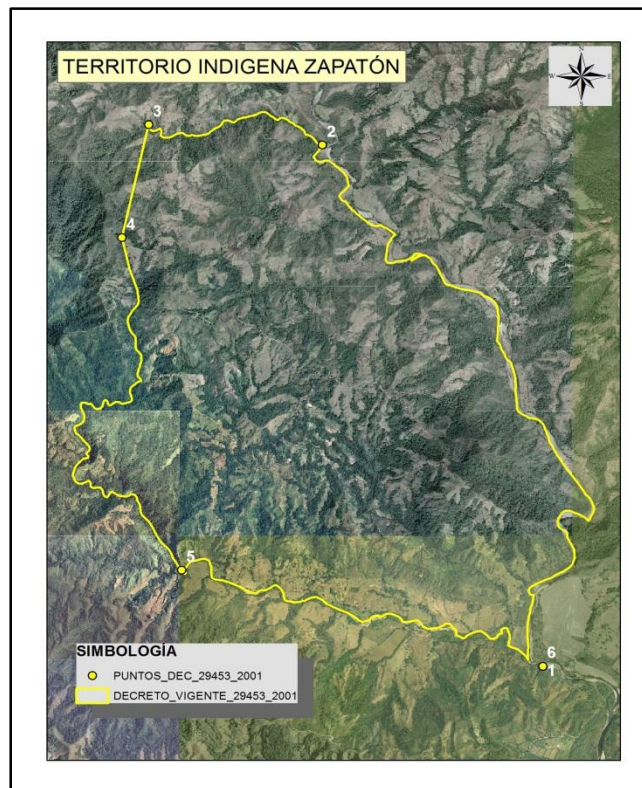 TERRITORIO INDIGENA ZAPATÓN
N
W E
S
3
2
4
5
6
1
SIMBOLOGÍA
PUNTOS_DEC_29453_2001
DECRETO_VIGENTE_29453_2001